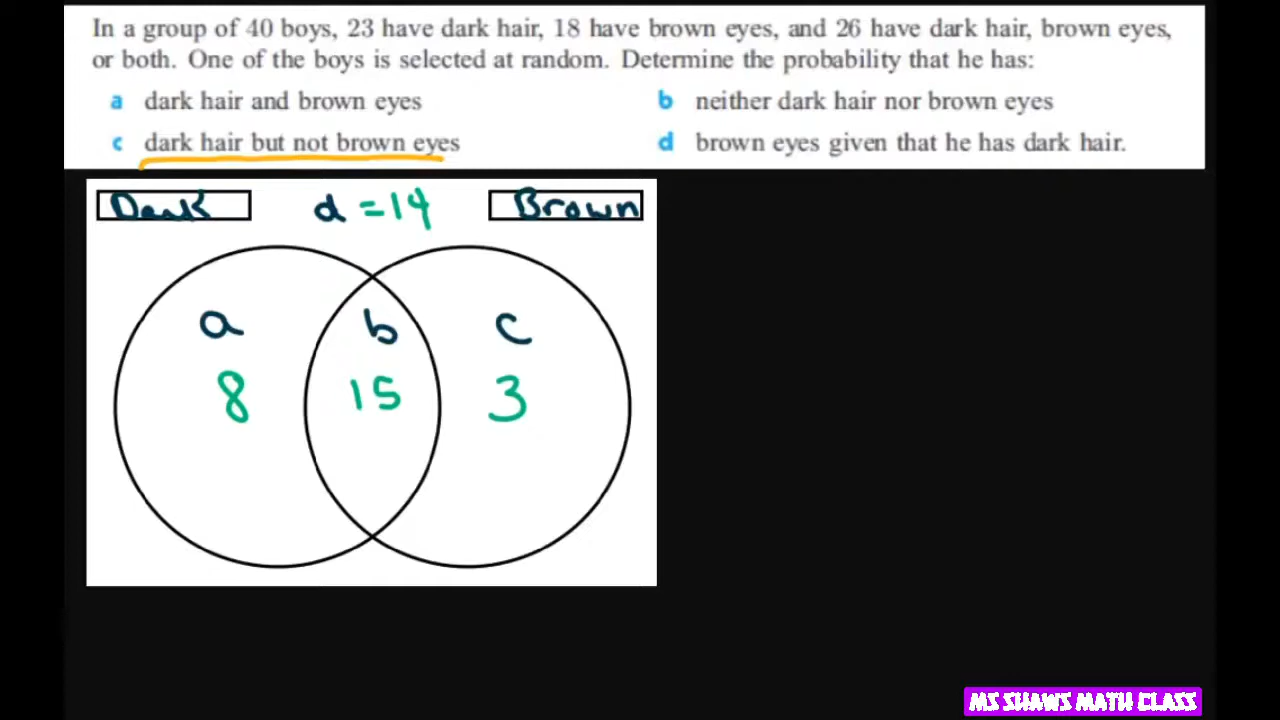 In a group of 40 boys, 23 have dark hair, 18 have brown eyes, and 26 have dark hair, brown eyes,
or both. One of the boys is selected at random. Determine the probability that he has:
a dark hair and brown eyes b neither dark hair nor brown eyes
c dark hair but not brown eyes d brown eyes given that he has dark hair.
Dark d = 14 Brown
a b c
8 15 3
MS SHAWS MATH CLASS